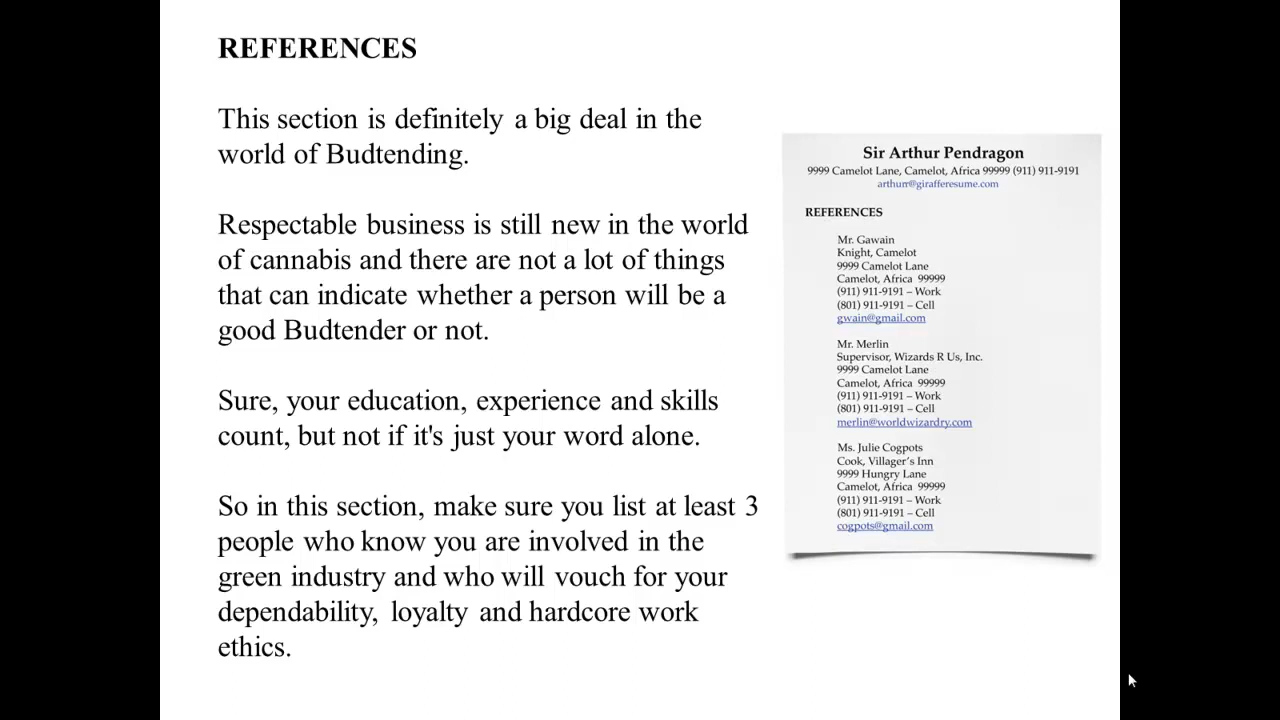 REFERENCES
This section is definitely a big deal in the
world of Budtending.
Respectable business is still new in the world
of cannabis and there are not a lot of things
that can indicate whether a person will be a
good Budtender or not.
Sure, your education, experience and skills
count, but not if it's just your word alone.
So in this section, make sure you list at least 3
people who know you are involved in the
green industry and who will vouch for your
dependability, loyalty and hardcore work
ethics.
Sir Arthur Pendragon
9999 Camelot Lane, Camelot, Africa 99999 (911) 911-9191
arthurr@girafferesume.com
REFERENCES
Mr. Gawain
Knight, Camelot
9999 Camelot Lane
Camelot, Africa 99999
(911) 911-9191 – Work
(801) 911-9191 – Cell
gwain@gmail.com
Mr. Merlin
Supervisor, Wizards R Us, Inc.
9999 Camelot Lane
Camelot, Africa 99999
(911) 911-9191 – Work
(801) 911-9191 – Cell
merlin@worldwizardry.com
Ms. Julie Cogpots
Cook, Villager's Inn
9999 Hungry Lane
Camelot, Africa 99999
(911) 911-9191 – Work
(801) 911-9191 – Cell
cogpots@gmail.com